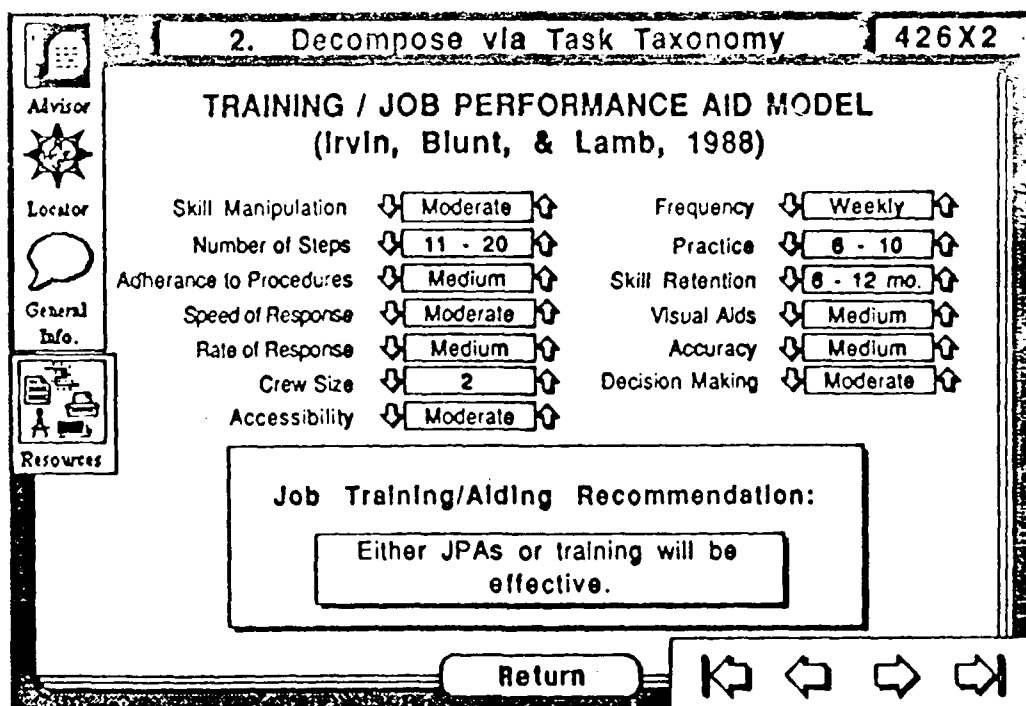 2. Decompose via Task Taxonomy
426X2
Advisor
Locator
General
Info.
Resources
TRAINING / JOB PERFORMANCE AID MODEL
(Irvin, Blunt, & Lamb, 1988)
Skill Manipulation Moderate
Number of Steps 11 - 20
Adherance to Procedures Medium
Speed of Response Moderate
Rate of Response Medium
Crew Size 2
Accessibility Moderate
Frequency Weekly
Practice 6 - 10
Skill Retention 6 - 12 mo.
Visual Aids Medium
Accuracy Medium
Decision Making Moderate
Job Training/Aiding Recommendation:
Either JPAs or training will be
effective.
Return